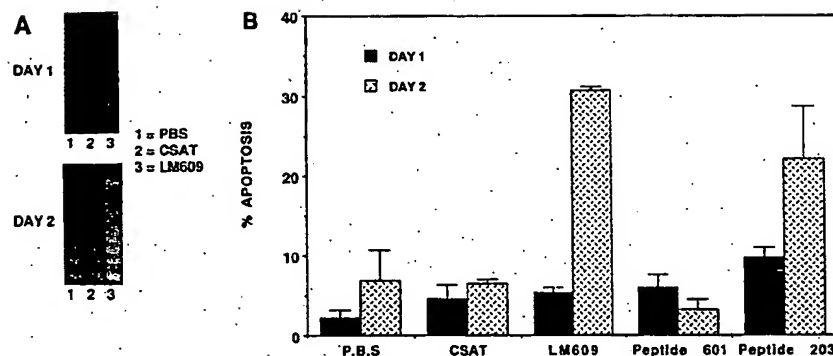 A
DAY 1
1 2 3
1 = PBS
2 = CSAT
3 = LM609
DAY 2
1 2 3
B
% APOPTOSIS
40
30
20
10
0
DAY 1
DAY 2
P.B.S
CSAT
LM609
Peptide 601
Peptide 203